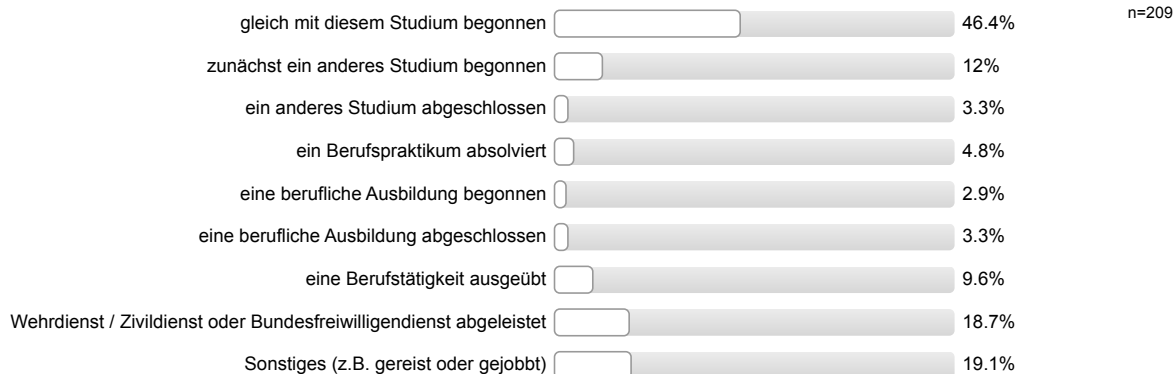 gleich mit diesem Studium begonnen 46.4% n=209
zunächst ein anderes Studium begonnen 12%
ein anderes Studium abgeschlossen 3.3%
ein Berufspraktikum absolviert 4.8%
eine berufliche Ausbildung begonnen 2.9%
eine berufliche Ausbildung abgeschlossen 3.3%
eine Berufstätigkeit ausgeübt 9.6%
Wehrdienst / Zivildienst oder Bundesfreiwilligendienst abgeleistet 18.7%
Sonstiges (z.B. gereist oder gejobbt) 19.1%